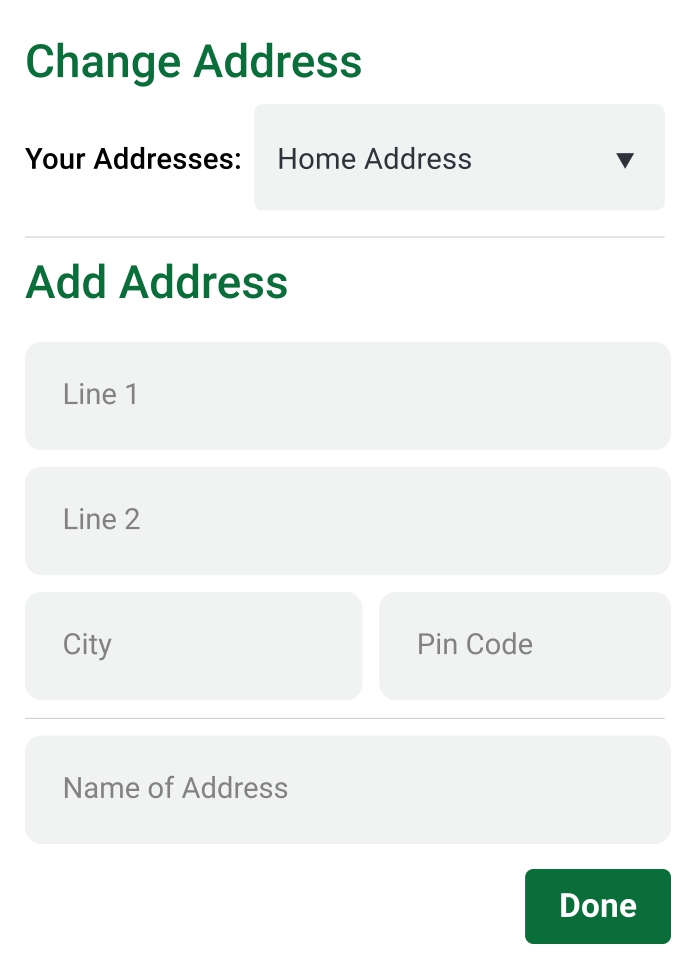 Change Address
Your Addresses: Home Address
Add Address
Line 1
Line 2
City Pin Code
Name of Address
Done